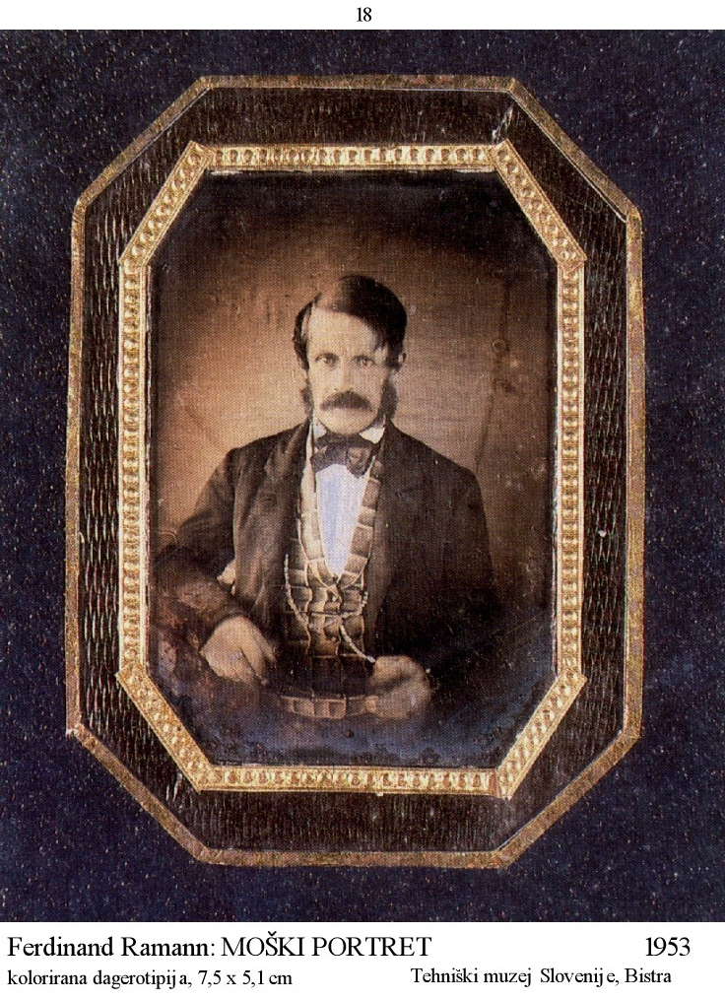 18
Ferdinand Ramann: MOŠKI PORTRET 1953
kolorirana dagerotipija, 7,5 x 5,1 cm Tehniški muzej Slovenije, Bistra